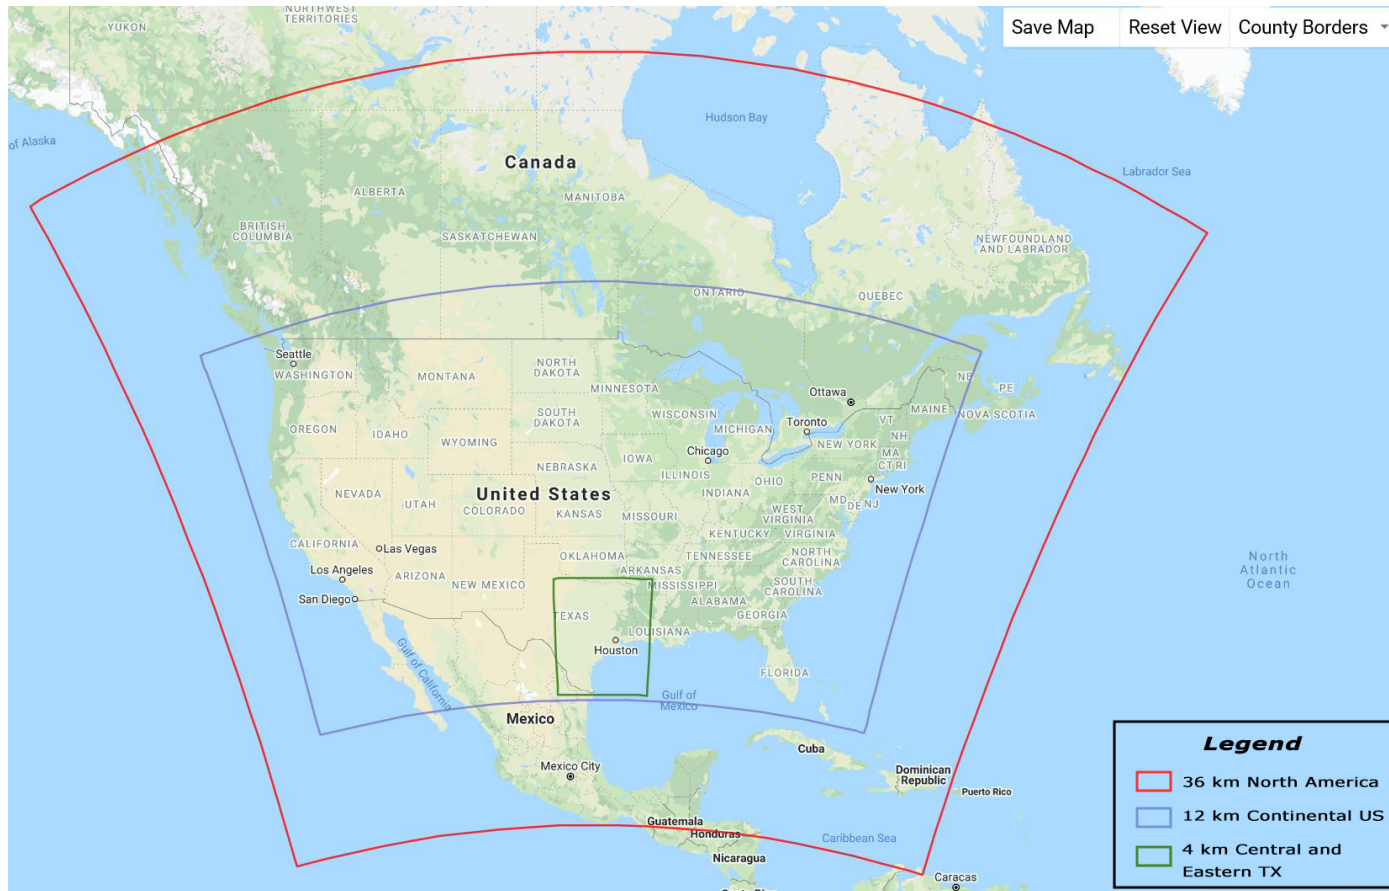 NORTHWEST
TERRITORIES
YUKON
Save Map
Reset View
County Borders
of Alaska
Hudson Bay
Canada
Labrador Sea
ALBERTA
MANITOBA
BRITISH
COLUMBIA
SASKATCHEWAN
NEWFOUNDLAND
AND LABRADOR
ONTARIO
QUEBEC
Seattle
WASHINGTON
MONTANA
NORTH
DAKOTA
MINNESOTA
Ottawa
NB
PE
NOVA SCOTIA
OREGON
IDAHO
WYOMING
SOUTH
DAKOTA
WISCONSIN
MICHIGAN
Toronto
VT
MAINE
NH
NEW YORK
MA
CT RI
Chicago
IOWA
NEBRASKA
ILLINOIS
INDIANA
OHIO
PENN
New York
NEVADA
UTAH
United States
COLORADO
KANSAS
MISSOURI
WEST
VIRGINIA
MD
DE
NJ
KENTUCKY
VIRGINIA
CALIFORNIA
Las Vegas
OKLAHOMA
TENNESSEE
NORTH
CAROLINA
Los Angeles
ARIZONA
NEW MEXICO
ARKANSAS
MISSISSIPPI
SOUTH
CAROLINA
San Diego
ALABAMA
GEORGIA
TEXAS
LOUISIANA
Houston
North
Atlantic
Ocean
Gulf of California
FLORIDA
Gulf of
Mexico
Mexico
Cuba
Mexico City
Dominican
Republic
Puerto Rico
Guatemala
Honduras
Caribbean Sea
Nicaragua
Caracas
Legend
36 km North America
12 km Continental US
4 km Central and
Eastern TX